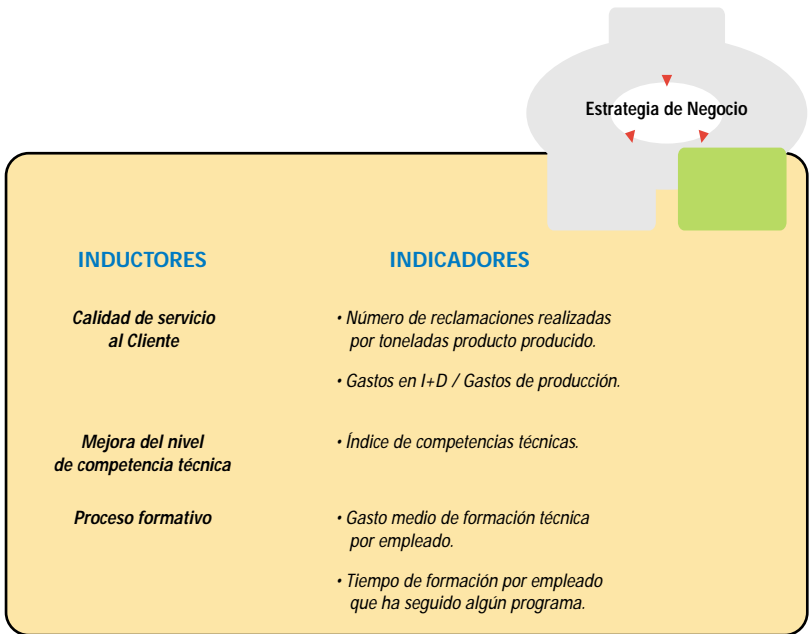 Estrategia de Negocio
INDUCTORES
INDICADORES
Calidad de servicio
al Cliente
• Número de reclamaciones realizadas
por toneladas producto producido.
• Gastos en I+D / Gastos de producción.
Mejora del nivel
de competencia técnica
• Índice de competencias técnicas.
Proceso formativo
• Gasto medio de formación técnica
por empleado.
• Tiempo de formación por empleado
que ha seguido algún programa.